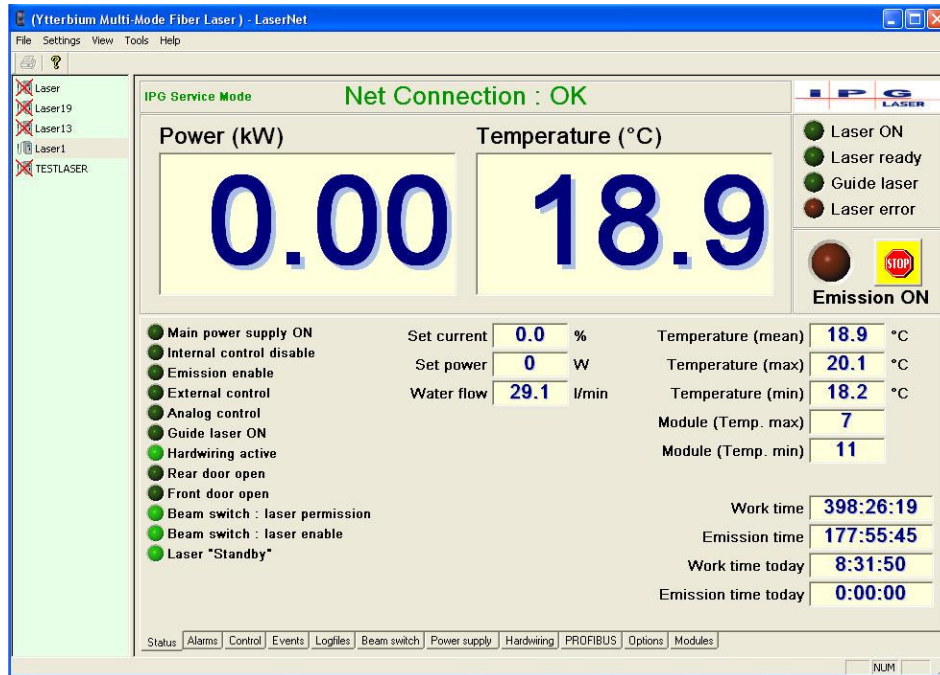 (Ytterbium Multi-Mode Fiber Laser ) - LaserNet
File Settings View Tools Help
Laser
Laser19
Laser13
Laser1
TESTLASER
IPG Service Mode
Net Connection : OK
IPG
LASER
Power (kW)
Temperature (°C)
0.00
18.9
Laser ON
Laser ready
Guide laser
Laser error
STOP
Emission ON
Main power supply ON
Internal control disable
Emission enable
External control
Analog control
Guide laser ON
Hardwiring active
Rear door open
Front door open
Beam switch : laser permission
Beam switch : laser enable
Laser "Standby"
Set current 0.0 %
Set power 0 W
Water flow 29.1 l/min
Temperature (mean) 18.9 °C
Temperature (max) 20.1 °C
Temperature (min) 18.2 °C
Module (Temp. max) 7
Module (Temp. min) 11
Work time 398:26:19
Emission time 177:55:45
Work time today 8:31:50
Emission time today 0:00:00
Status Alarms Control Events Logfiles Beam switch Power supply Hardwiring PROFIBUS Options Modules
NUM